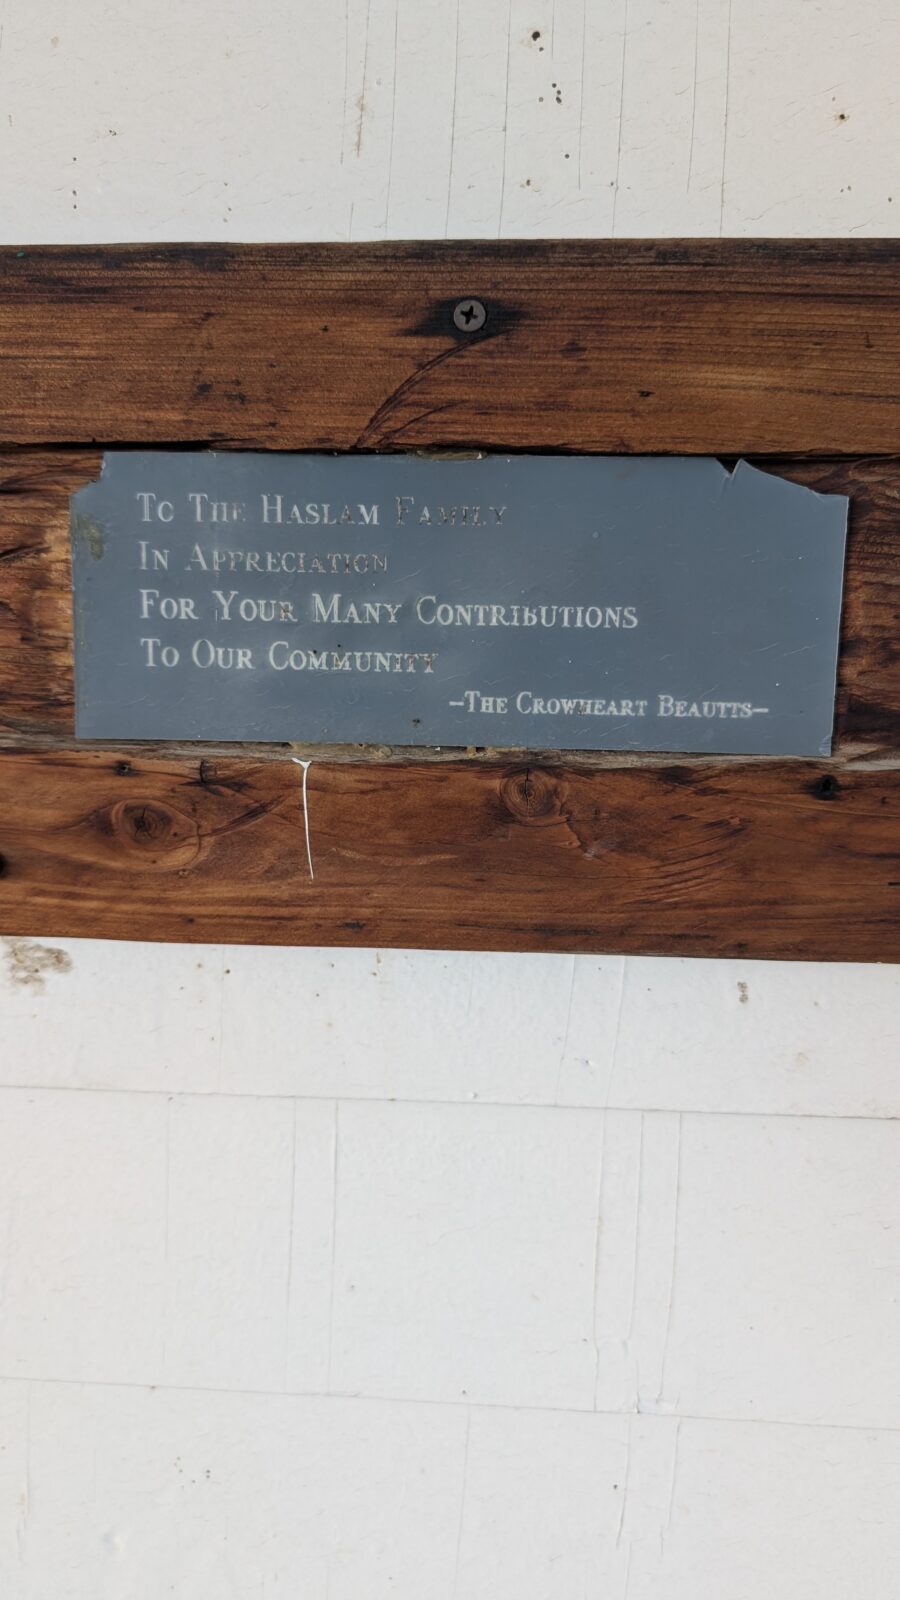 To The Haslam Family
In Appreciation
For Your Many Contributions
To Our Community
–The Crowheart Beautts–